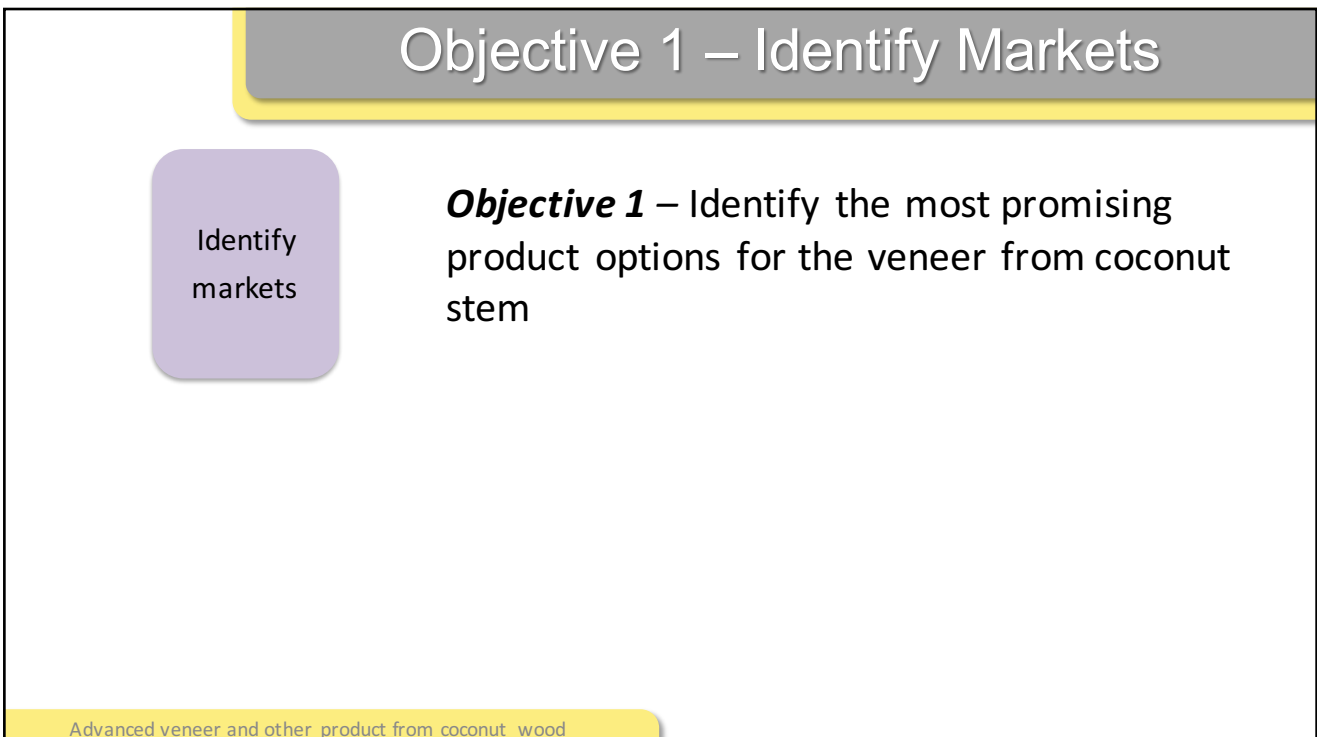 Objective 1 – Identify Markets
Identify
markets
Objective 1 – Identify the most promising
product options for the veneer from coconut
stem
Advanced veneer and other product from coconut wood